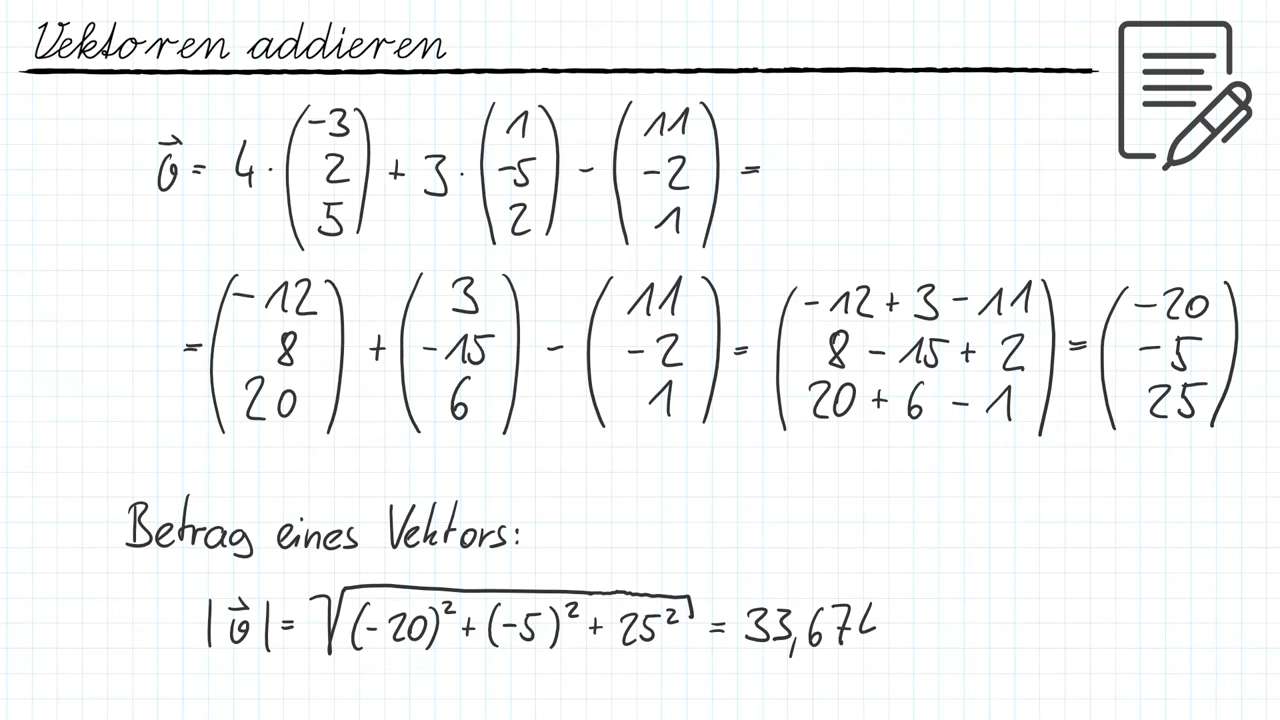 Vektoren addieren
v⃗ = 4 · (-3 2 5) + 3 · (1 -5 2) - (11 -2 1) =
= (-12 8 20) + (3 -15 6) - (11 -2 1) = (-12 + 3 - 11 8 - 15 + 2 20 + 6 - 1) = (-20 -5 25)
Betrag eines Vektors:
|v⃗| = √((-20)² + (-5)² + 25²) = 33,67